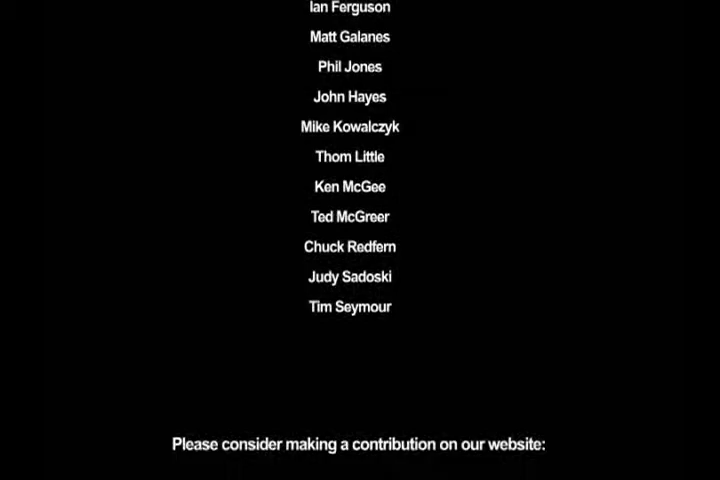 Ian Ferguson
Matt Galanes
Phil Jones
John Hayes
Mike Kowalczyk
Thom Little
Ken McGee
Ted McGreer
Chuck Redfern
Judy Sadoski
Tim Seymour
Please consider making a contribution on our website: